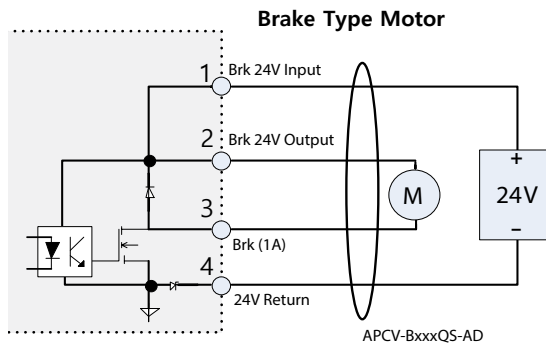 Brake Type Motor
1
Brk 24V Input
2
Brk 24V Output
M
+
24V
−
3
Brk (1A)
4
24V Return
APCV-BxxxQS-AD